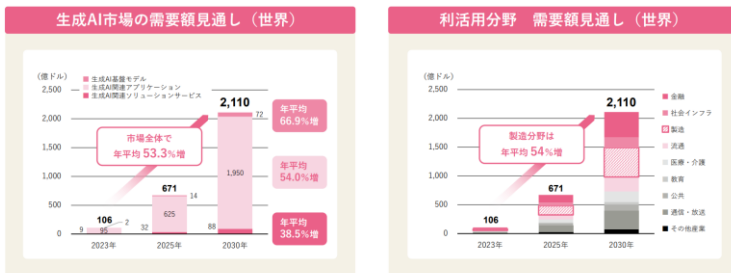 生成AI市場の需要額見通し（世界）
（億ドル）
生成AI基盤モデル
生成AI関連アプリケーション
生成AI関連ソリューションサービス
2,500
2,000
1,500
1,000
500
0
市場全体で
年平均 53.3%増
106
9
95
2
671
14
625
32
2,110
72
1,950
88
2023年
2025年
2030年
年平均
66.9%増
年平均
54.0%増
年平均
38.5%増
利活用分野　需要額見通し（世界）
（億ドル）
2,500
2,000
1,500
1,000
500
0
製造分野は
年平均 54%増
106
671
2,110
2023年
2025年
2030年
金融
社会インフラ
製造
流通
医療・介護
教育
公共
通信・放送
その他産業